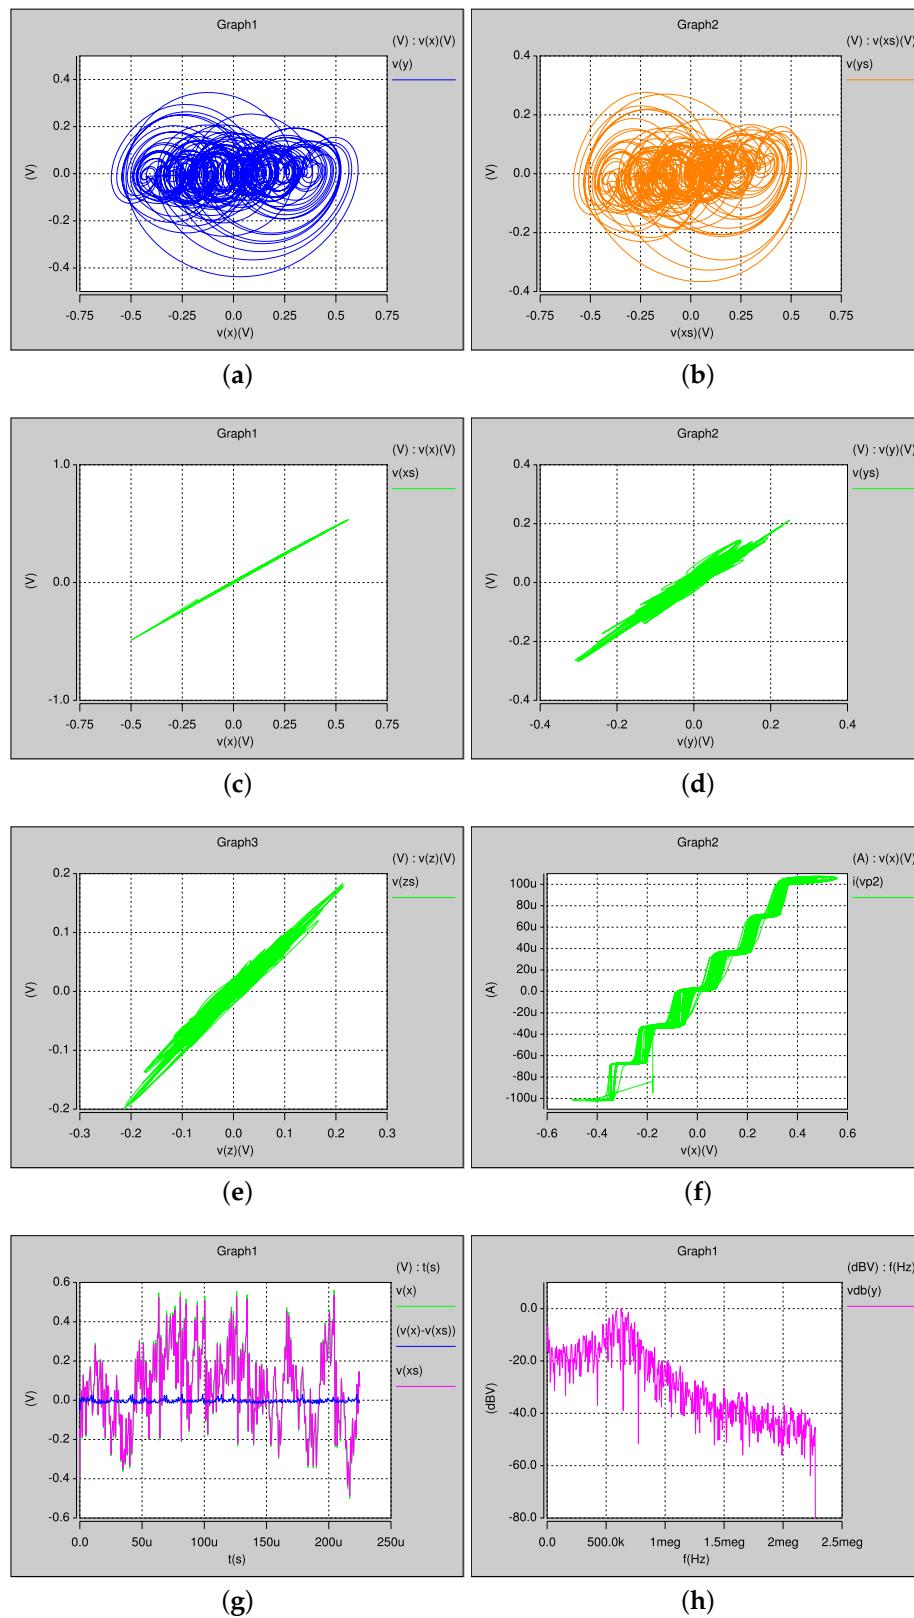 Graph1
(V) : v(x)(V)
v(y)
0.4
0.2
0.0
-0.2
-0.4
(V)
-0.75 -0.5 -0.25 0.0 0.25 0.5 0.75
v(x)(V)
(a)
Graph2
(V) : v(xs)(V)
v(ys)
0.4
0.2
0.0
-0.2
-0.4
(V)
-0.75 -0.5 -0.25 0.0 0.25 0.5 0.75
v(xs)(V)
(b)
Graph1
(V) : v(x)(V)
v(xs)
1.0
0.0
-1.0
(V)
-0.75 -0.5 -0.25 0.0 0.25 0.5 0.75
v(x)(V)
(c)
Graph2
(V) : v(y)(V)
v(ys)
0.4
0.2
0.0
-0.2
-0.4
(V)
-0.4 -0.2 0.0 0.2 0.4
v(y)(V)
(d)
Graph3
(V) : v(z)(V)
v(zs)
0.2
0.1
0.0
-0.1
-0.2
(V)
-0.3 -0.2 -0.1 0.0 0.1 0.2 0.3
v(z)(V)
(e)
Graph2
(A) : v(x)(V)
i(vp2)
100u
80u
60u
40u
20u
0.0
-20u
-40u
-60u
-80u
-100u
(A)
-0.6 -0.4 -0.2 0.0 0.2 0.4 0.6
v(x)(V)
(f)
Graph1
(V) : t(s)
v(x)
(v(x)-v(xs))
v(xs)
0.6
0.4
0.2
0.0
-0.2
-0.4
-0.6
(V)
0.0 50u 100u 150u 200u 250u
t(s)
(g)
Graph1
(dBV) : f(Hz)
vdb(y)
0.0
-20.0
-40.0
-60.0
-80.0
(dBV)
0.0 500.0k 1meg 1.5meg 2meg 2.5meg
f(Hz)
(h)